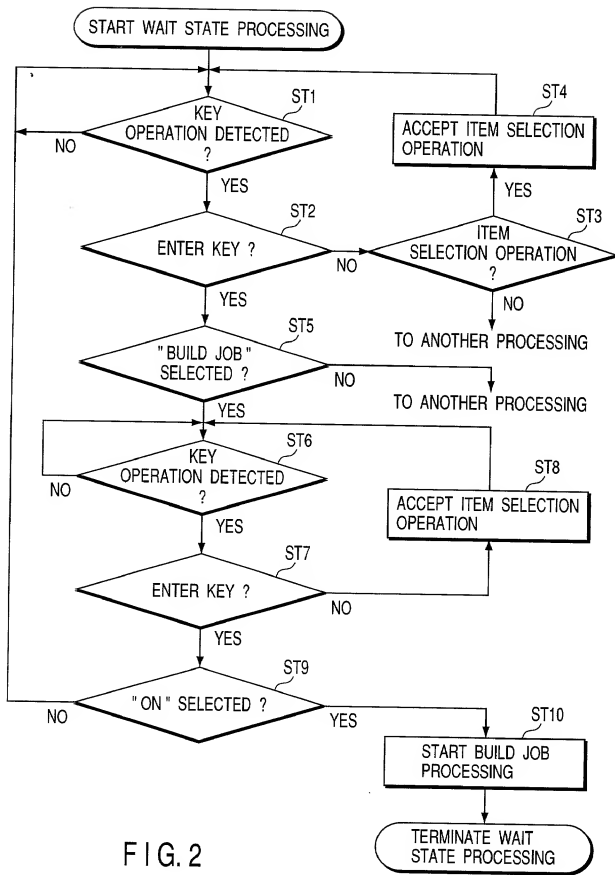 START WAIT STATE PROCESSING
ST1
KEY
OPERATION DETECTED
?
NO
YES
ST4
ACCEPT ITEM SELECTION
OPERATION
YES
ST2
ENTER KEY ?
NO
YES
ST3
ITEM
SELECTION OPERATION
?
NO
TO ANOTHER PROCESSING
ST5
"BUILD JOB"
SELECTED ?
NO
YES
TO ANOTHER PROCESSING
ST6
KEY
OPERATION DETECTED
?
NO
YES
ST8
ACCEPT ITEM SELECTION
OPERATION
ST7
ENTER KEY ?
NO
YES
ST9
"ON" SELECTED ?
NO
YES
ST10
START BUILD JOB
PROCESSING
TERMINATE WAIT
STATE PROCESSING
FIG. 2